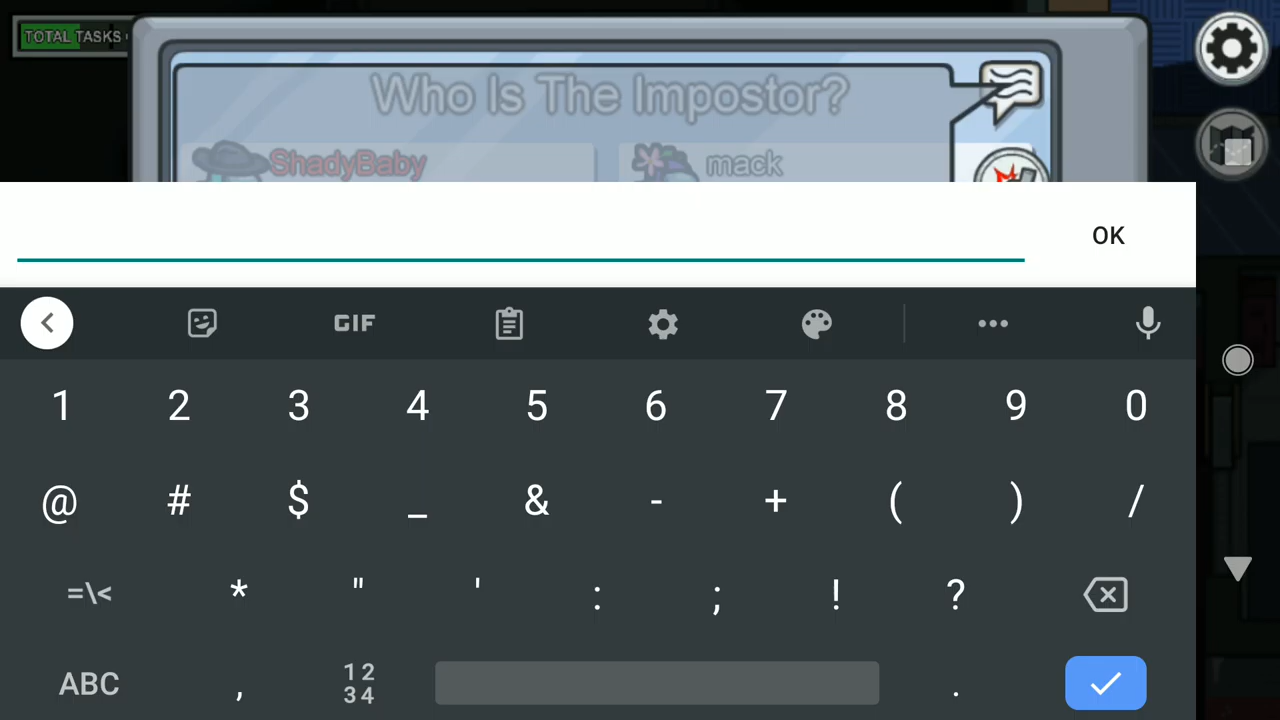 TOTAL TASKS
Who Is The Impostor?
ShadyBaby mack
OK
GIF
1 2 3 4 5 6 7 8 9 0
@ # $ _ & - + ( ) /
=\< * " ' : ; ! ?
ABC , 12 34 .